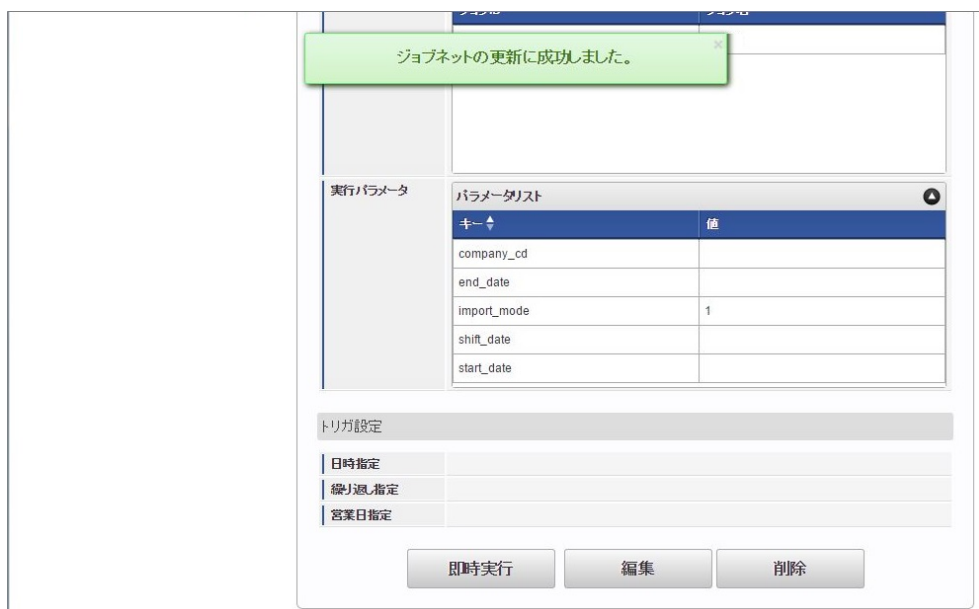 ジョブネットの更新に成功しました。
×
実行パラメータ
パラメータリスト
キー 値
company_cd
end_date
import_mode 1
shift_date
start_date
トリガ設定
日時指定
繰り返し指定
営業日指定
即時実行 編集 削除